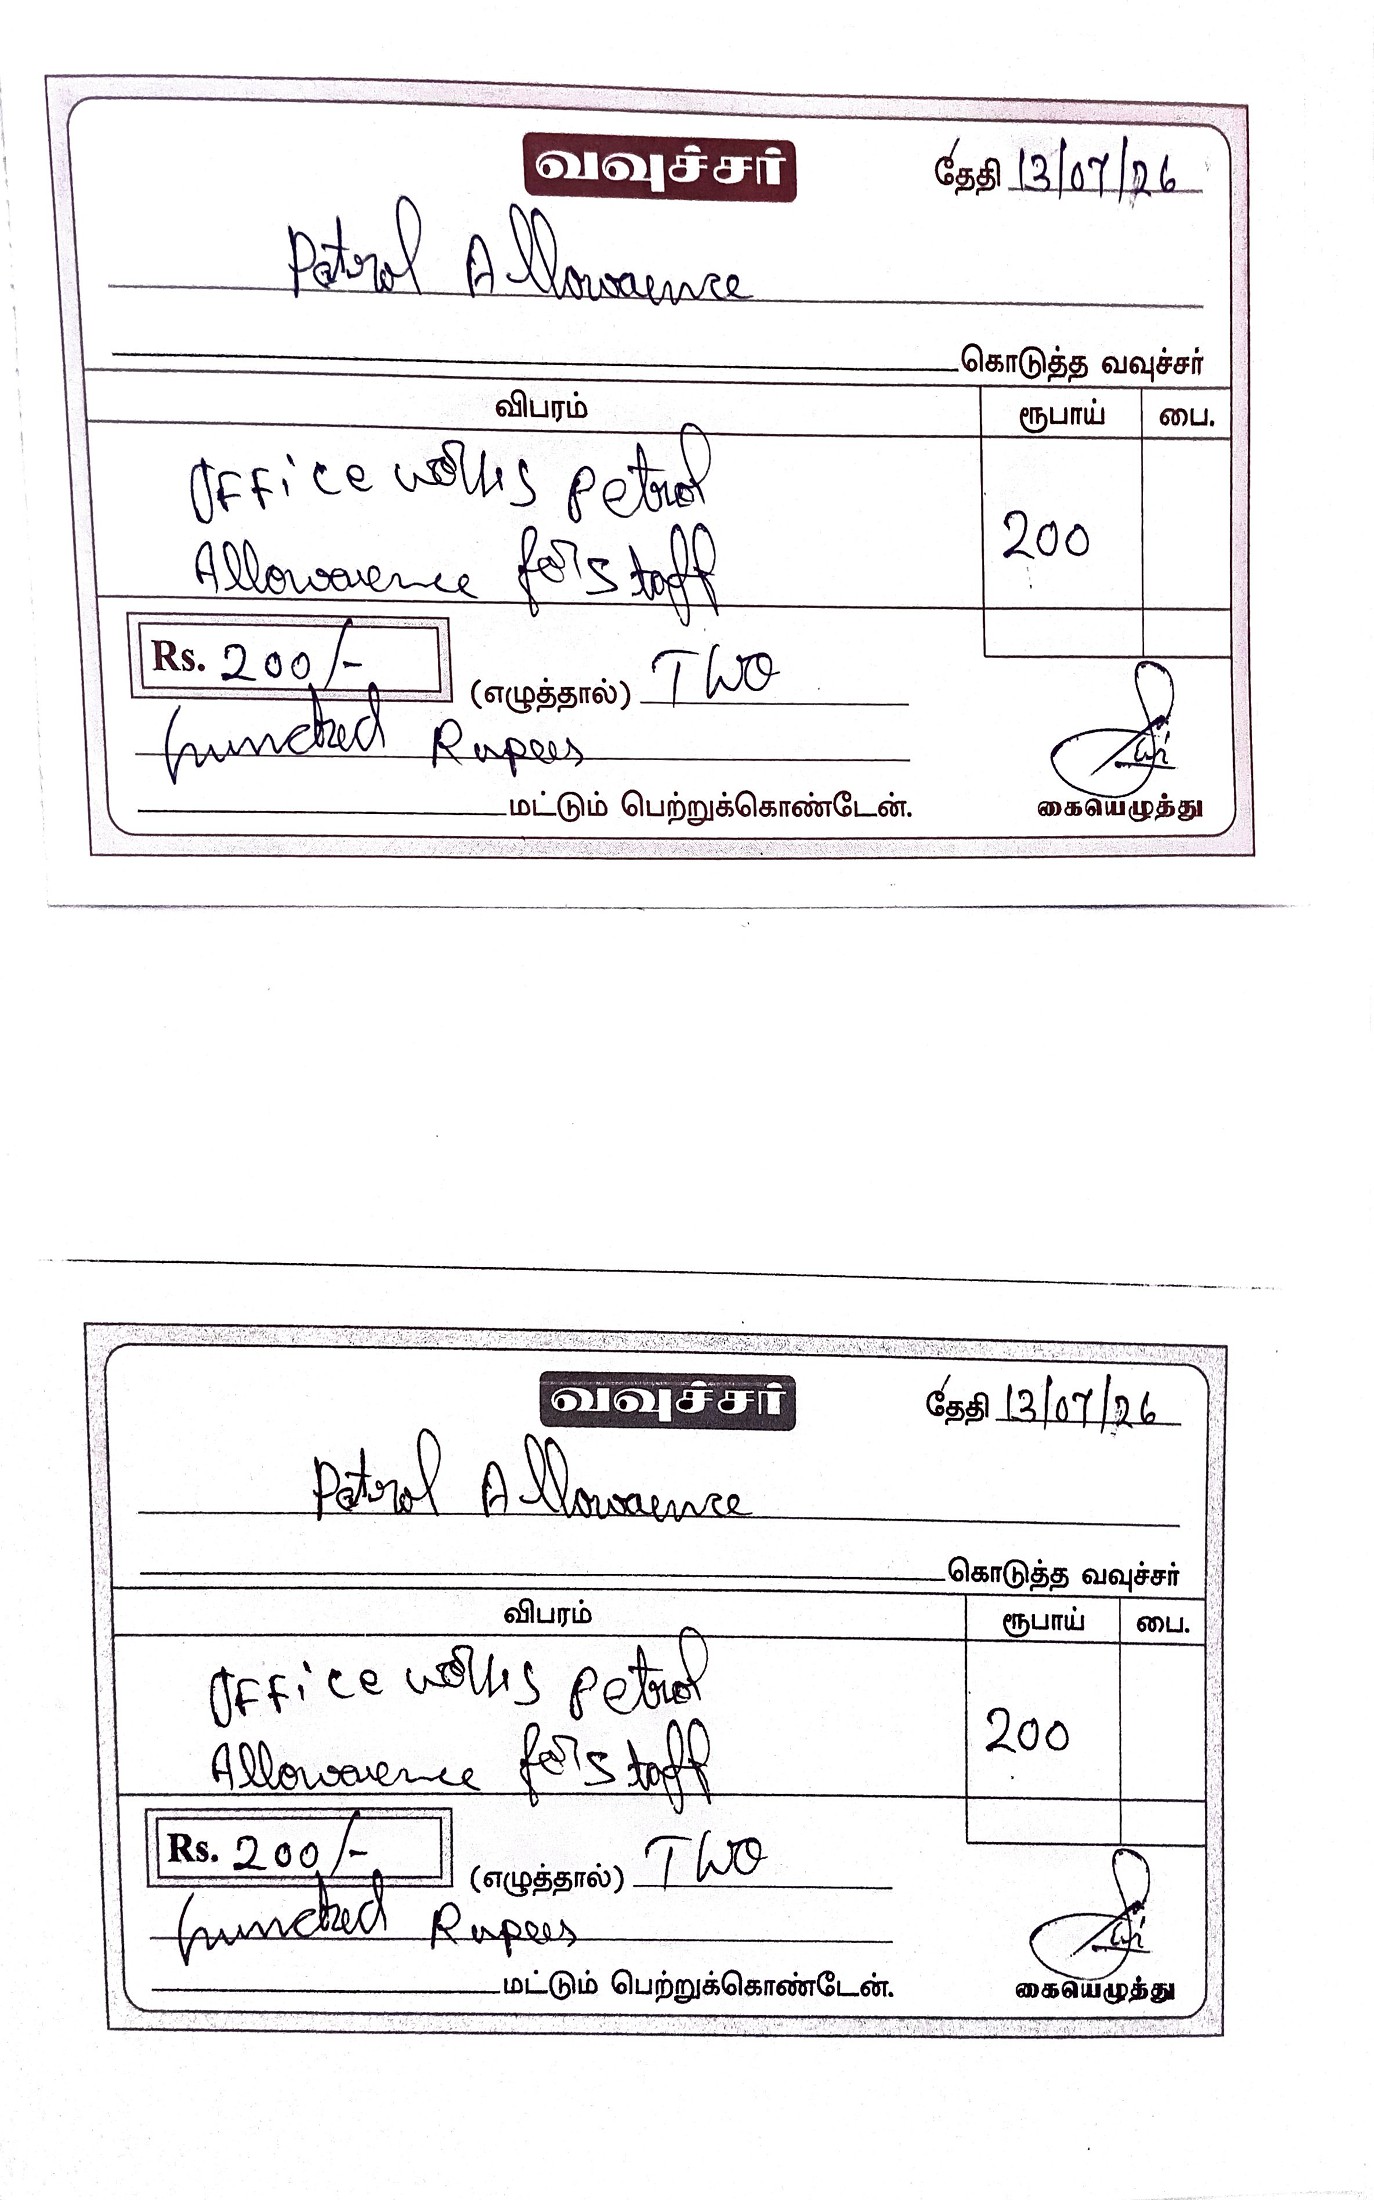 வவுச்சர்
தேதி 13/07/26
Petrol Allowaence
கொடுத்த வவுச்சர்
விபரம் ரூபாய் பை.
Office works petrol
Allowaence for staff
200
Rs. 200/- (எழுத்தால்) Two
hundred Rupees
மட்டும் பெற்றுக்கொண்டேன்.
கையெழுத்து
வவுச்சர்
தேதி 13/07/26
Petrol Allowaence
கொடுத்த வவுச்சர்
விபரம் ரூபாய் பை.
Office works petrol
Allowaence for staff
200
Rs. 200/- (எழுத்தால்) Two
hundred Rupees
மட்டும் பெற்றுக்கொண்டேன்.
கையெழுத்து